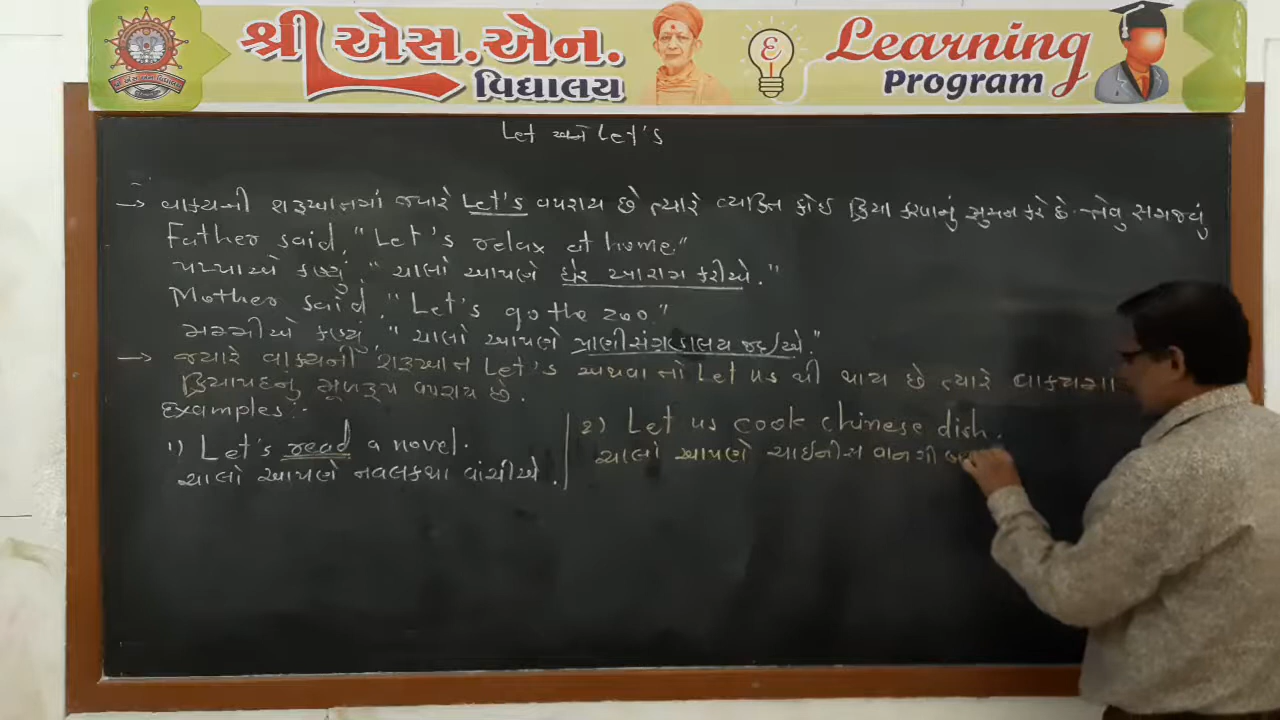 શ્રી એસ.એન. વિદ્યાલય
Learning Program
Let અને Let's
→ વાક્યની શરૂઆતમાં જ્યારે Let's વપરાય છે ત્યારે વ્યક્તિ કોઈ ક્રિયા કરવાનું સુચન કરે છે તેવુ સમજવું
Father said, "Let's relax at home."
પપ્પાએ કહ્યું, "ચાલો આપણે ઘેર આરામ કરીએ."
Mother said, "Let's go the zoo."
મમ્મીએ કહ્યું "ચાલો આપણે પ્રાણીસંગ્રહાલય જઈએ."
→ જ્યારે વાક્યની શરૂઆત Let's અથવા તો Let us થી થાય છે ત્યારે વાક્યમા
ક્રિયાપદનુ મૂળરૂપ વપરાય છે.
Examples:-
1) Let's read a novel.
ચાલો આપણે નવલકથા વાંચીએ.
2) Let us cook chinese dish.
ચાલો આપણે ચાઇનીસ વાનગી